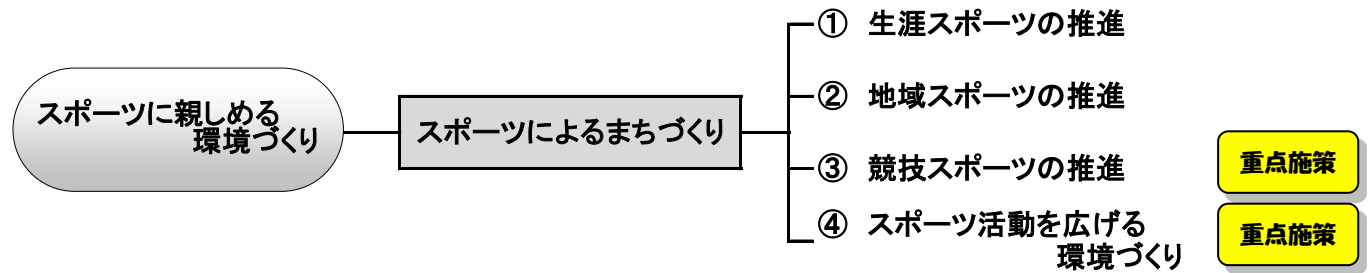 スポーツに親しめる
環境づくり
スポーツによるまちづくり
① 生涯スポーツの推進
② 地域スポーツの推進
③ 競技スポーツの推進
重点施策
④ スポーツ活動を広げる
環境づくり
重点施策